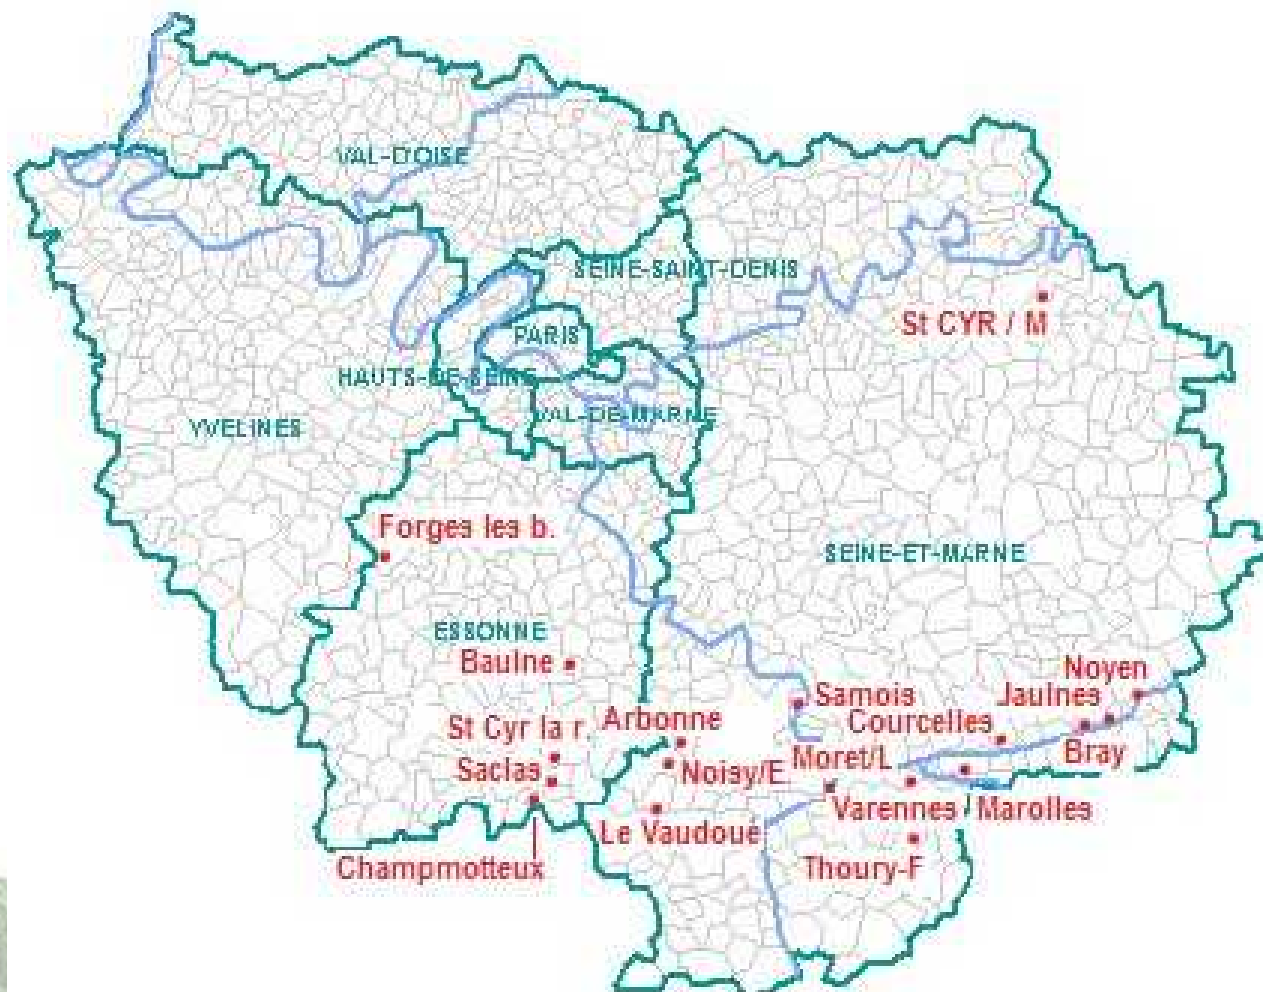 VAL-D'OISE
SEINE-SAINT-DENIS
St CYR / M
PARIS
HAUTS-DE-SEINE
VAL-DE-MARNE
YVELINES
Forges les b.
SEINE-ET-MARNE
ESSONNE
Baulne
Noyen
Samois
Jaulnes
Courcelles
Arbonne
St Cyr la r.
Bray
Moret/L
Saclas
Noisy/E.
Varennes / Marolles
Le Vaudoué
Champmotteux
Thoury-F